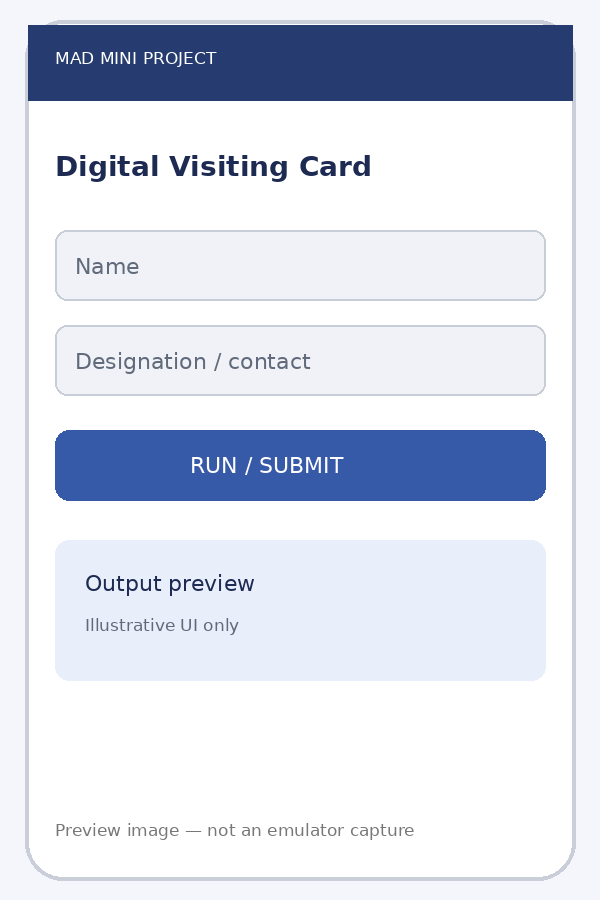 MAD MINI PROJECT
Digital Visiting Card
Name
Designation / contact
RUN / SUBMIT
Output preview
Illustrative UI only
Preview image — not an emulator capture